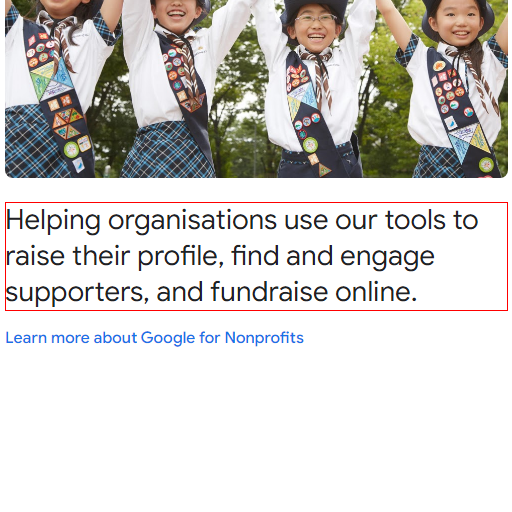 Helping organisations use our tools to
raise their profile, find and engage
supporters, and fundraise online.
Learn more about Google for Nonprofits